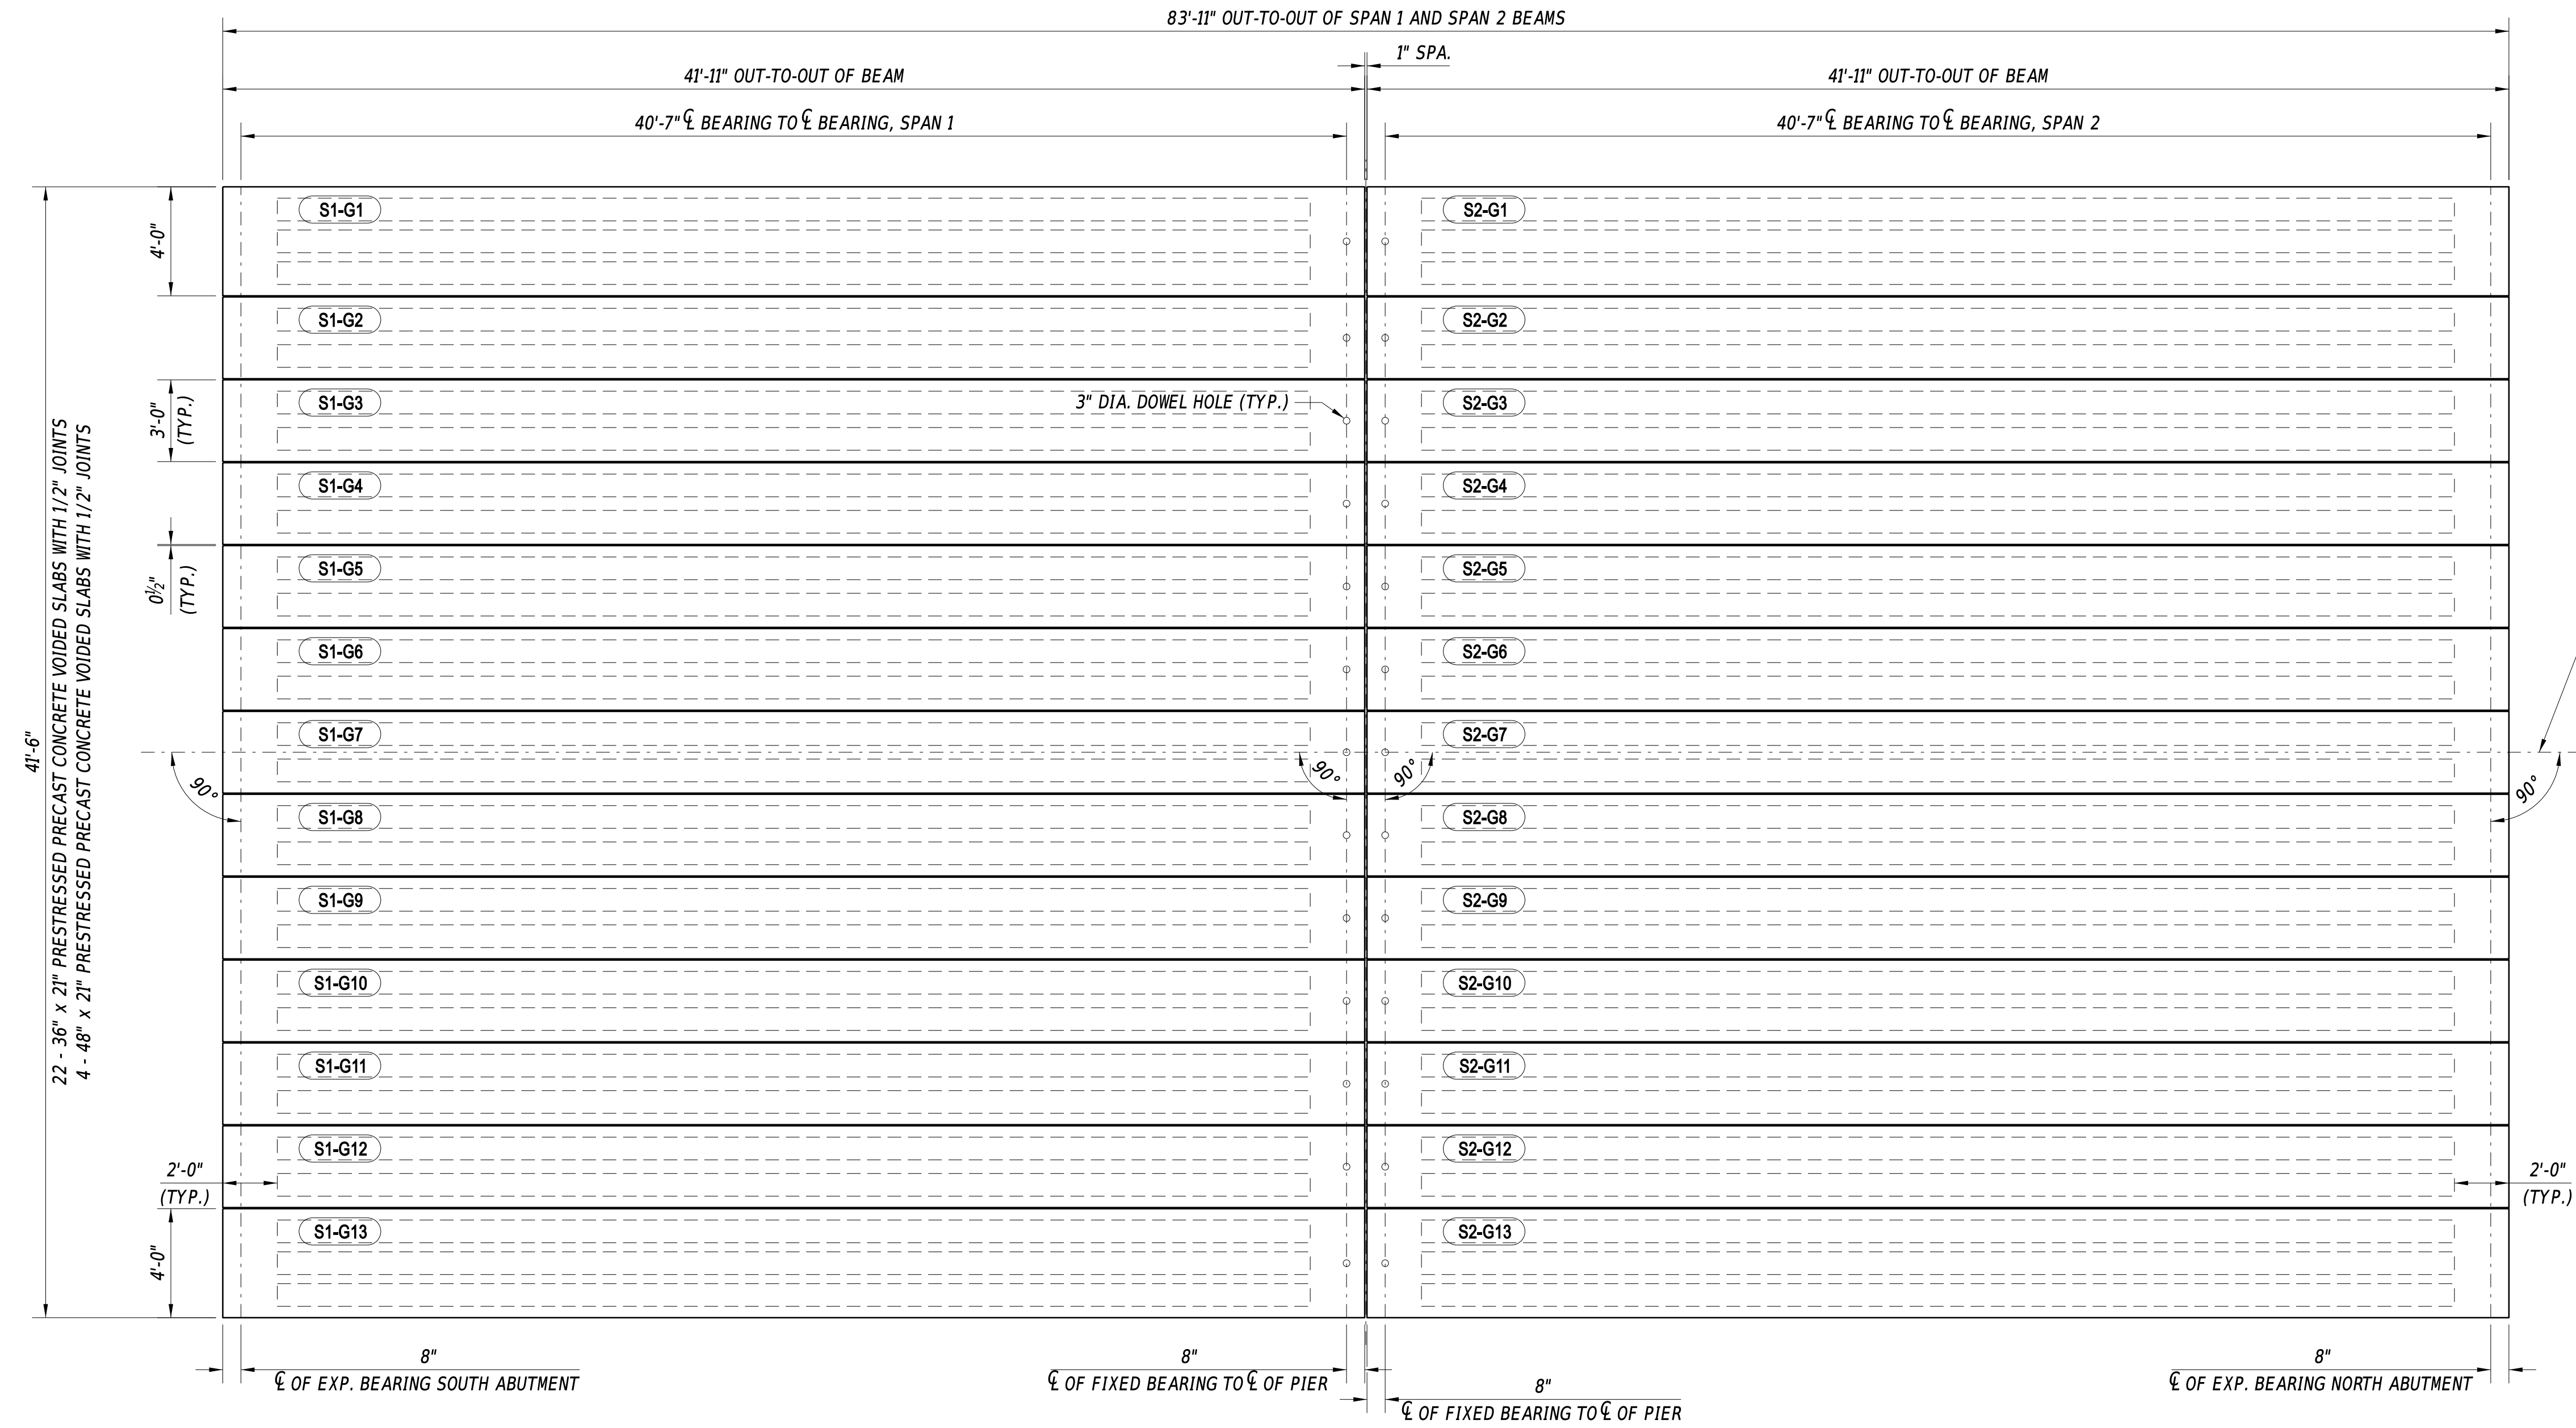 83'-11" OUT-TO-OUT OF SPAN 1 AND SPAN 2 BEAMS
1" SPA.
41'-11" OUT-TO-OUT OF BEAM
41'-11" OUT-TO-OUT OF BEAM
40'-7" ℄ BEARING TO ℄ BEARING, SPAN 1
40'-7" ℄ BEARING TO ℄ BEARING, SPAN 2
41'-6"
22 - 36" x 21" PRESTRESSED PRECAST CONCRETE VOIDED SLABS WITH 1/2" JOINTS
4 - 48" x 21" PRESTRESSED PRECAST CONCRETE VOIDED SLABS WITH 1/2" JOINTS
4'-0"
S1-G1
S2-G1
S1-G2
S2-G2
3'-0"
(TYP.)
S1-G3
3" DIA. DOWEL HOLE (TYP.)
S2-G3
S1-G4
S2-G4
0½"
(TYP.)
S1-G5
S2-G5
S1-G6
S2-G6
S1-G7
S2-G7
90°
90°
90°
90°
S1-G8
S2-G8
S1-G9
S2-G9
S1-G10
S2-G10
S1-G11
S2-G11
S1-G12
S2-G12
2'-0"
(TYP.)
2'-0"
(TYP.)
4'-0"
S1-G13
S2-G13
8"
℄ OF EXP. BEARING SOUTH ABUTMENT
8"
℄ OF FIXED BEARING TO ℄ OF PIER
8"
℄ OF FIXED BEARING TO ℄ OF PIER
8"
℄ OF EXP. BEARING NORTH ABUTMENT